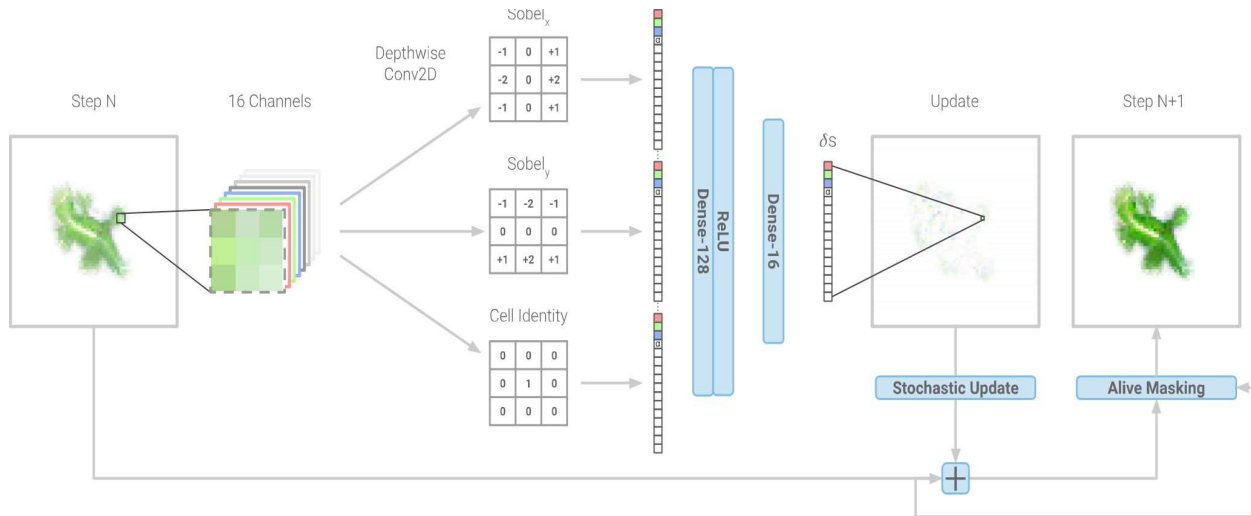 Sobelx
Depthwise
Conv2D
-1 0 +1
-2 0 +2
-1 0 +1
α
Step N
16 Channels
Update
Step N+1
δs
Sobely
-1 -2 -1
0 0 0
+1 +2 +1
α
α
Dense-128
ReLU
Dense-16
Cell Identity
0 0 0
0 1 0
0 0 0
α
Stochastic Update
Alive Masking
+